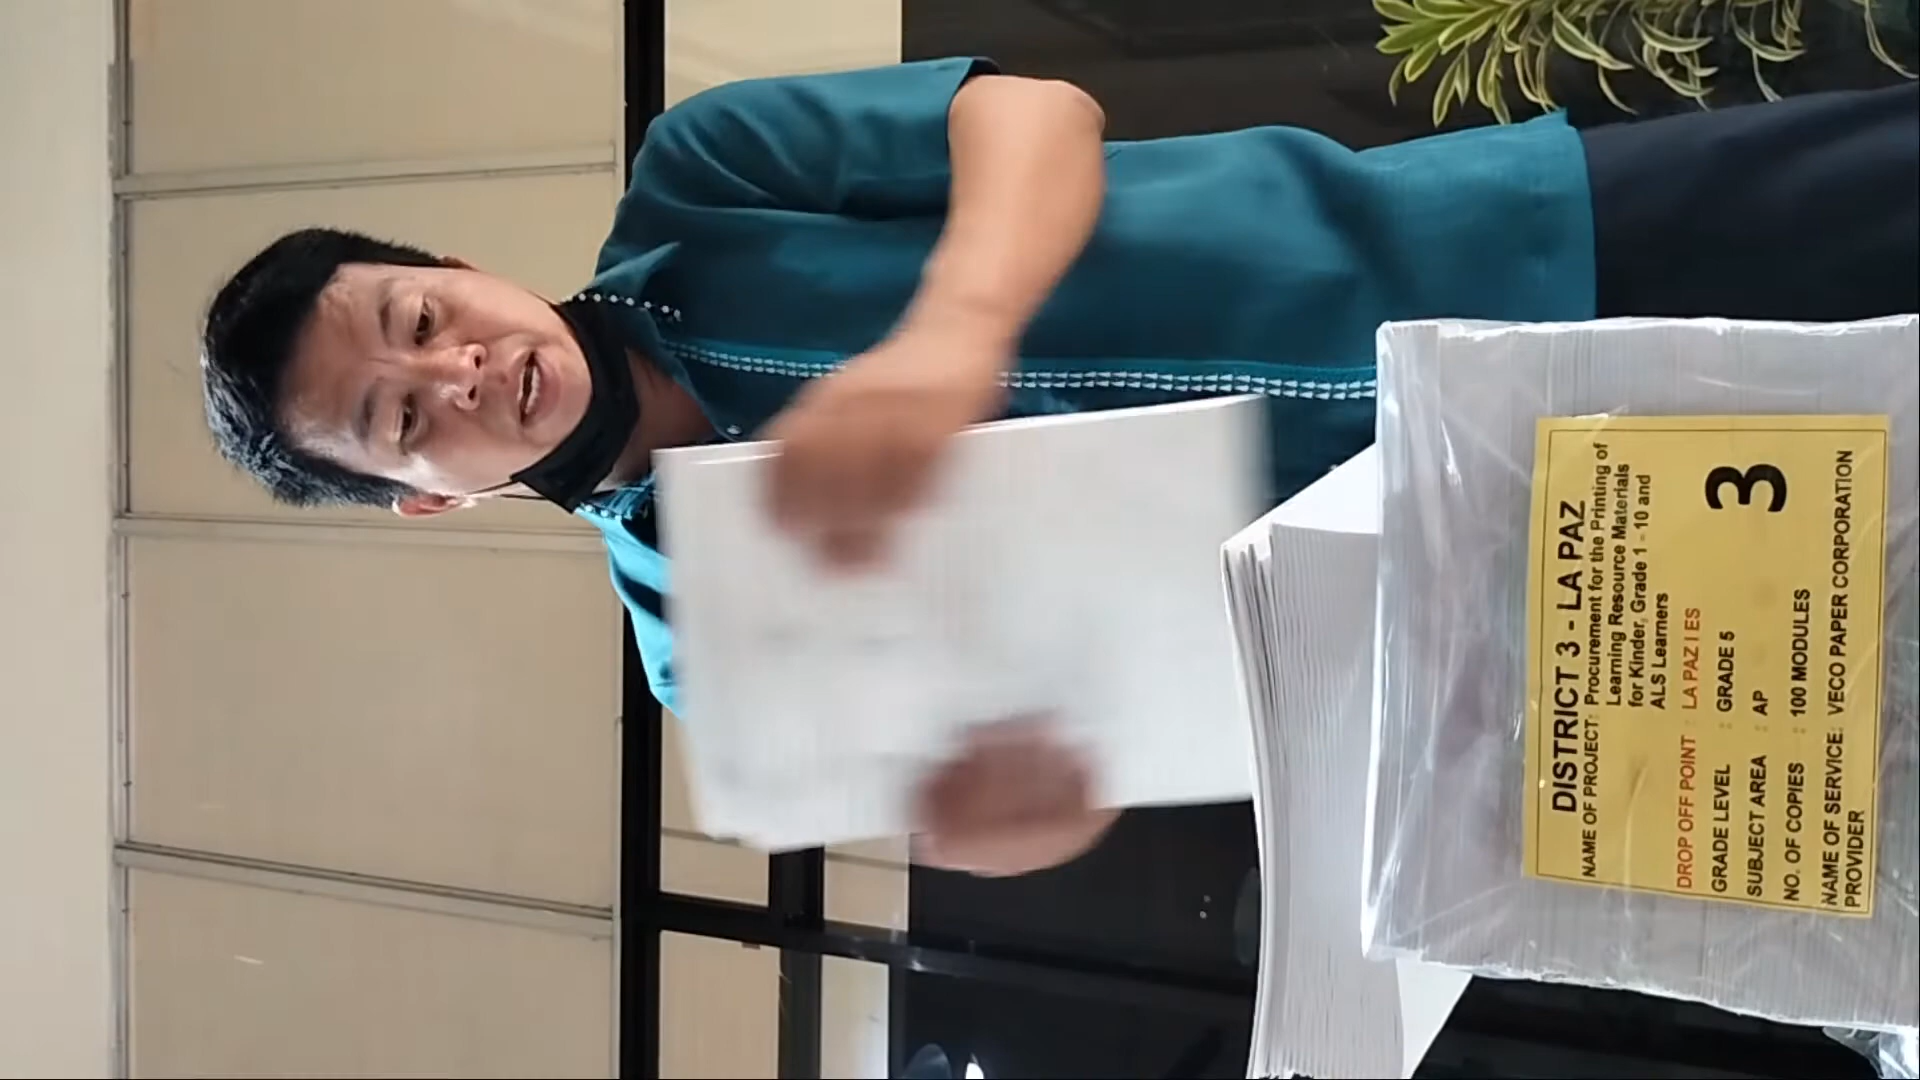 DISTRICT 3 - LA PAZ
NAME OF PROJECT: Procurement for the Printing of
Learning Resource Materials
for Kinder, Grade 1 - 10 and
ALS Learners
DROP OFF POINT : LA PAZ I ES
GRADE LEVEL : GRADE 5
SUBJECT AREA : AP
3
NO. OF COPIES : 100 MODULES
NAME OF SERVICE: VECO PAPER CORPORATION
PROVIDER